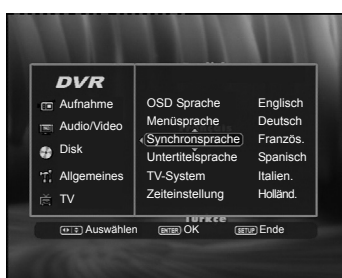 DVR
Aufnahme
Audio/Video
Disk
Allgemeines
TV
OSD Sprache Englisch
Menüsprache Deutsch
Synchronsprache Französ.
Untertitelsprache Spanisch
TV-System Italien.
Zeiteinstellung Holländ.
Türkçe
Auswählen ENTER OK SETUP Ende